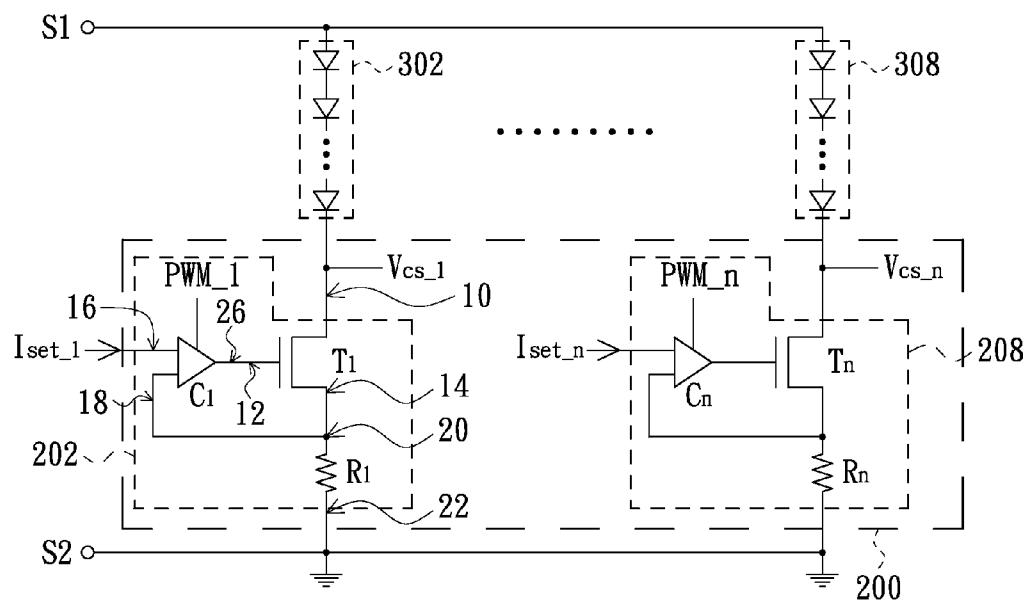 S1
302
308
Vcs_1
Vcs_n
PWM_1
PWM_n
10
16
26
Iset_1
Iset_n
T1
Tn
208
C1
Cn
12
14
18
20
202
R1
Rn
22
S2
200